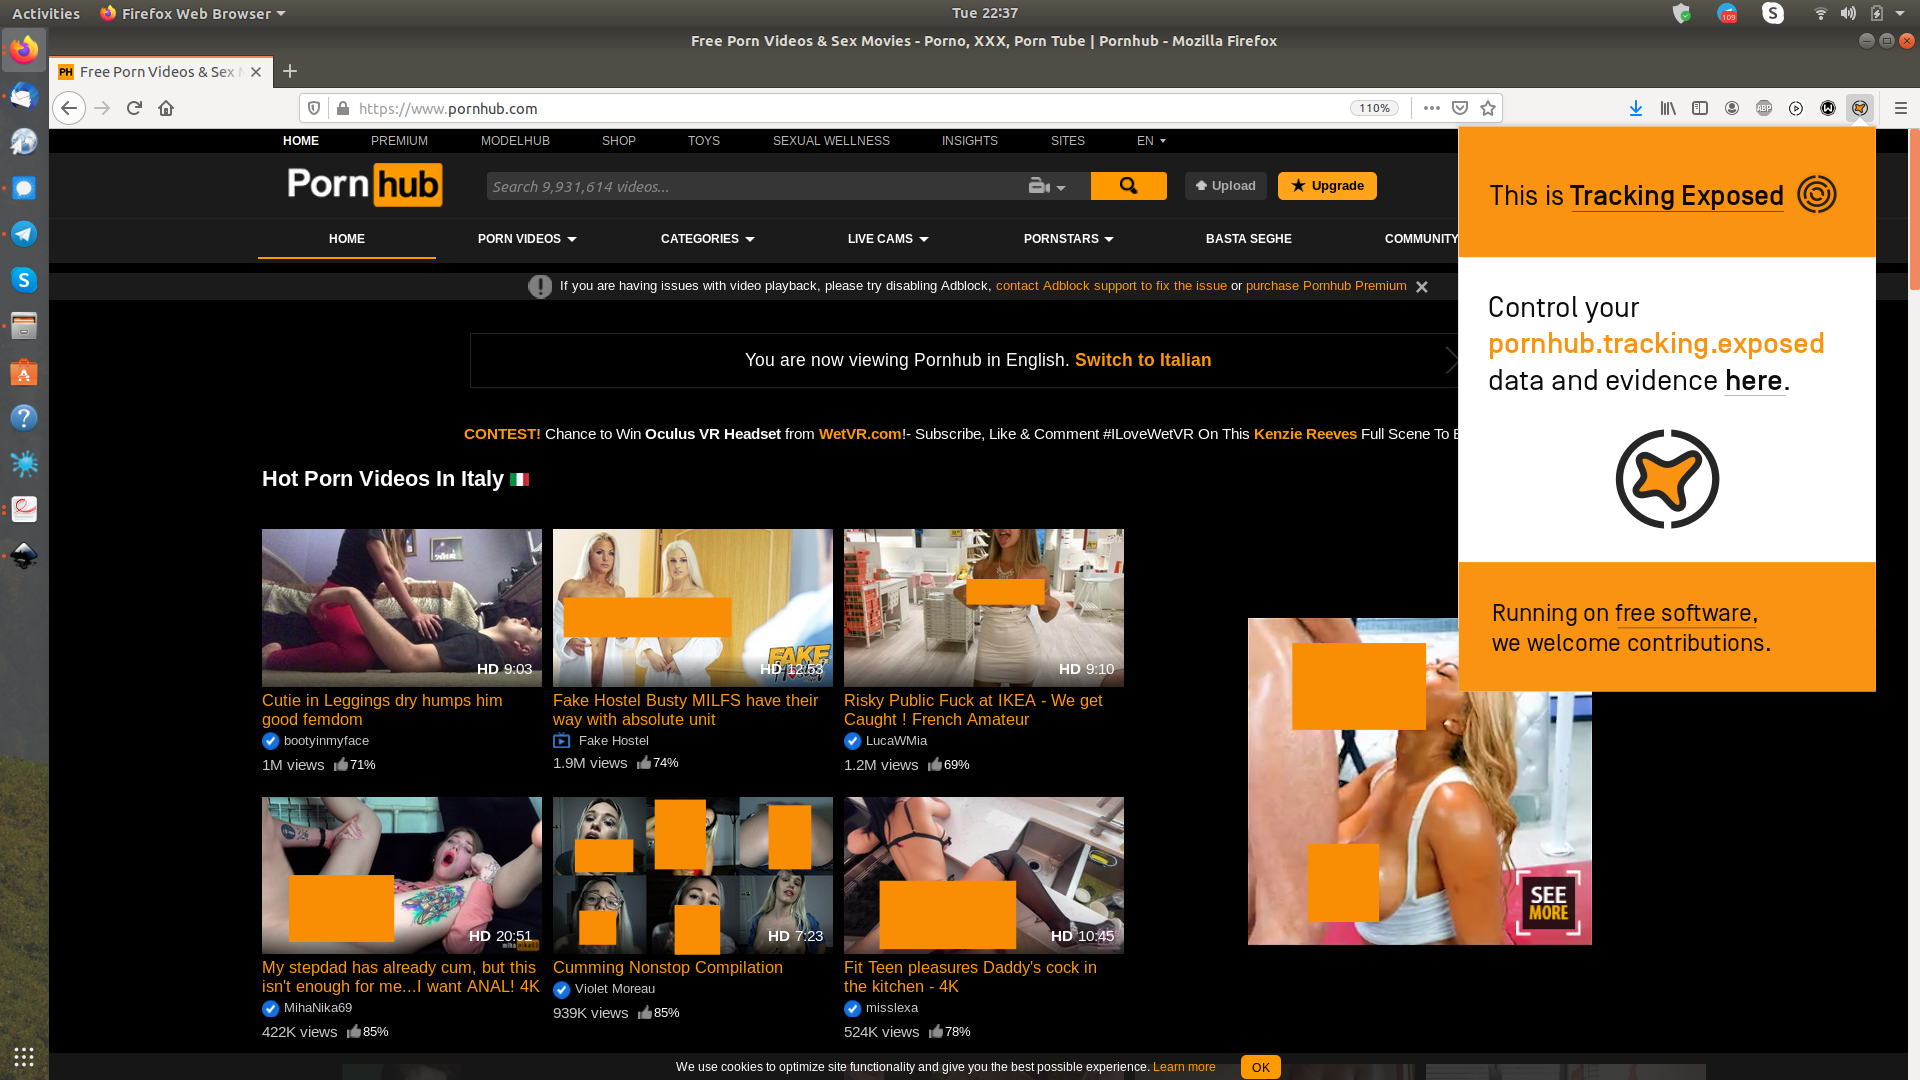 Activities
Firefox Web Browser
Tue 22:37
109
Free Porn Videos & Sex Movies - Porno, XXX, Porn Tube | Pornhub - Mozilla Firefox
PH Free Porn Videos & Sex
https://www.pornhub.com
110%
ABP
HOME PREMIUM MODELHUB SHOP TOYS SEXUAL WELLNESS INSIGHTS SITES EN
Porn hub
Search 9,931,614 videos...
Upload
Upgrade
HOME PORN VIDEOS CATEGORIES LIVE CAMS PORNSTARS BASTA SEGHE COMMUNITY
If you are having issues with video playback, please try disabling Adblock, contact Adblock support to fix the issue or purchase Pornhub Premium
You are now viewing Pornhub in English. Switch to Italian
CONTEST! Chance to Win Oculus VR Headset from WetVR.com!- Subscribe, Like & Comment #ILoveWetVR On This Kenzie Reeves Full Scene To
Hot Porn Videos In Italy
HD 9:03
Cutie in Leggings dry humps him
good femdom
bootyinmyface
1M views 71%
FAKE
HD 12:53
Fake Hostel Busty MILFS have their
way with absolute unit
Fake Hostel
1.9M views 74%
HD 9:10
Risky Public Fuck at IKEA - We get
Caught ! French Amateur
LucaWMia
1.2M views 69%
HD 20:51
My stepdad has already cum, but this
isn't enough for me...I want ANAL! 4K
MihaNika69
422K views 85%
HD 7:23
Cumming Nonstop Compilation
Violet Moreau
939K views 85%
HD 10:45
Fit Teen pleasures Daddy's cock in
the kitchen - 4K
misslexa
524K views 78%
SEE
MORE
This is Tracking Exposed
Control your
pornhub.tracking.exposed
data and evidence here.
Running on free software,
we welcome contributions.
We use cookies to optimize site functionality and give you the best possible experience. Learn more
OK